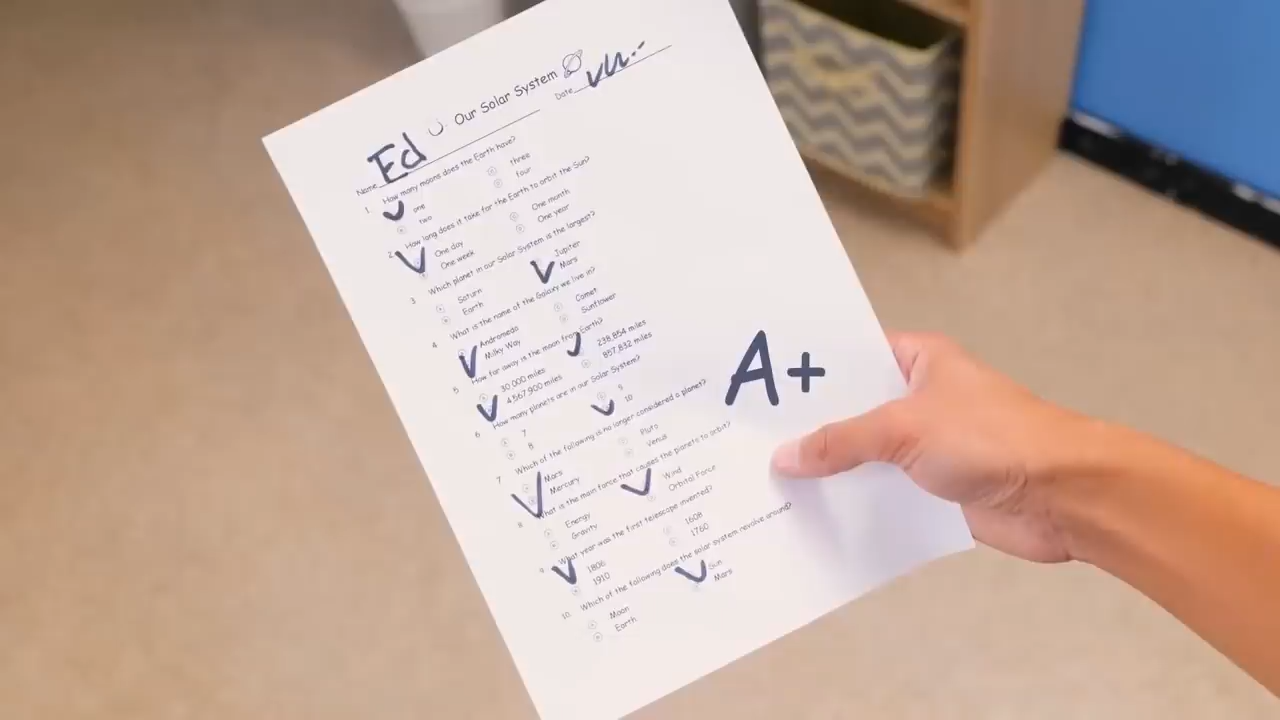 Our Solar System
Name Ed Date
1. How many moons does the Earth have?
one three
two four
2. How long does it take for the Earth to orbit the Sun?
One day One month
One week One year
3. Which planet in our Solar System is the largest?
Saturn Jupiter
Earth Mars
4. What is the name of the Galaxy we live in?
Andromeda Comet
Milky Way Sunflower
5. How far away is the moon from Earth?
30,000 miles 238,854 miles
4,567,900 miles 857,832 miles
6. How many planets are in our Solar System?
7 9
8 10
7. Which of the following is no longer considered a planet?
Mars Pluto
Mercury Venus
8. What is the main force that causes the planets to orbit?
Energy Wind
Gravity Orbital Force
9. What year was the first telescope invented?
1806 1608
1910 1760
10. Which of the following does the solar system revolve around?
Moon Sun
Earth Mars
A+